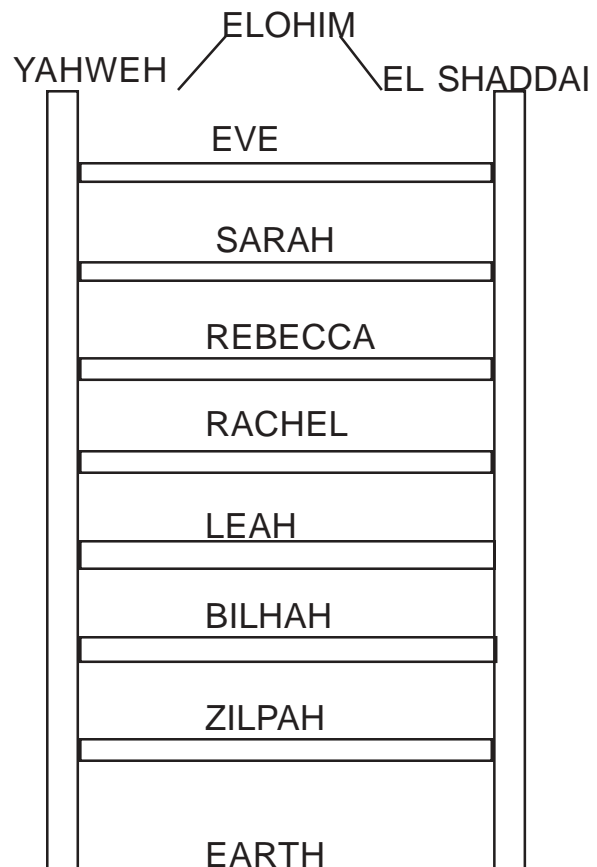 ELOHIM
YAHWEH
EL SHADDAI
EVE
SARAH
REBECCA
RACHEL
LEAH
BILHAH
ZILPAH
EARTH